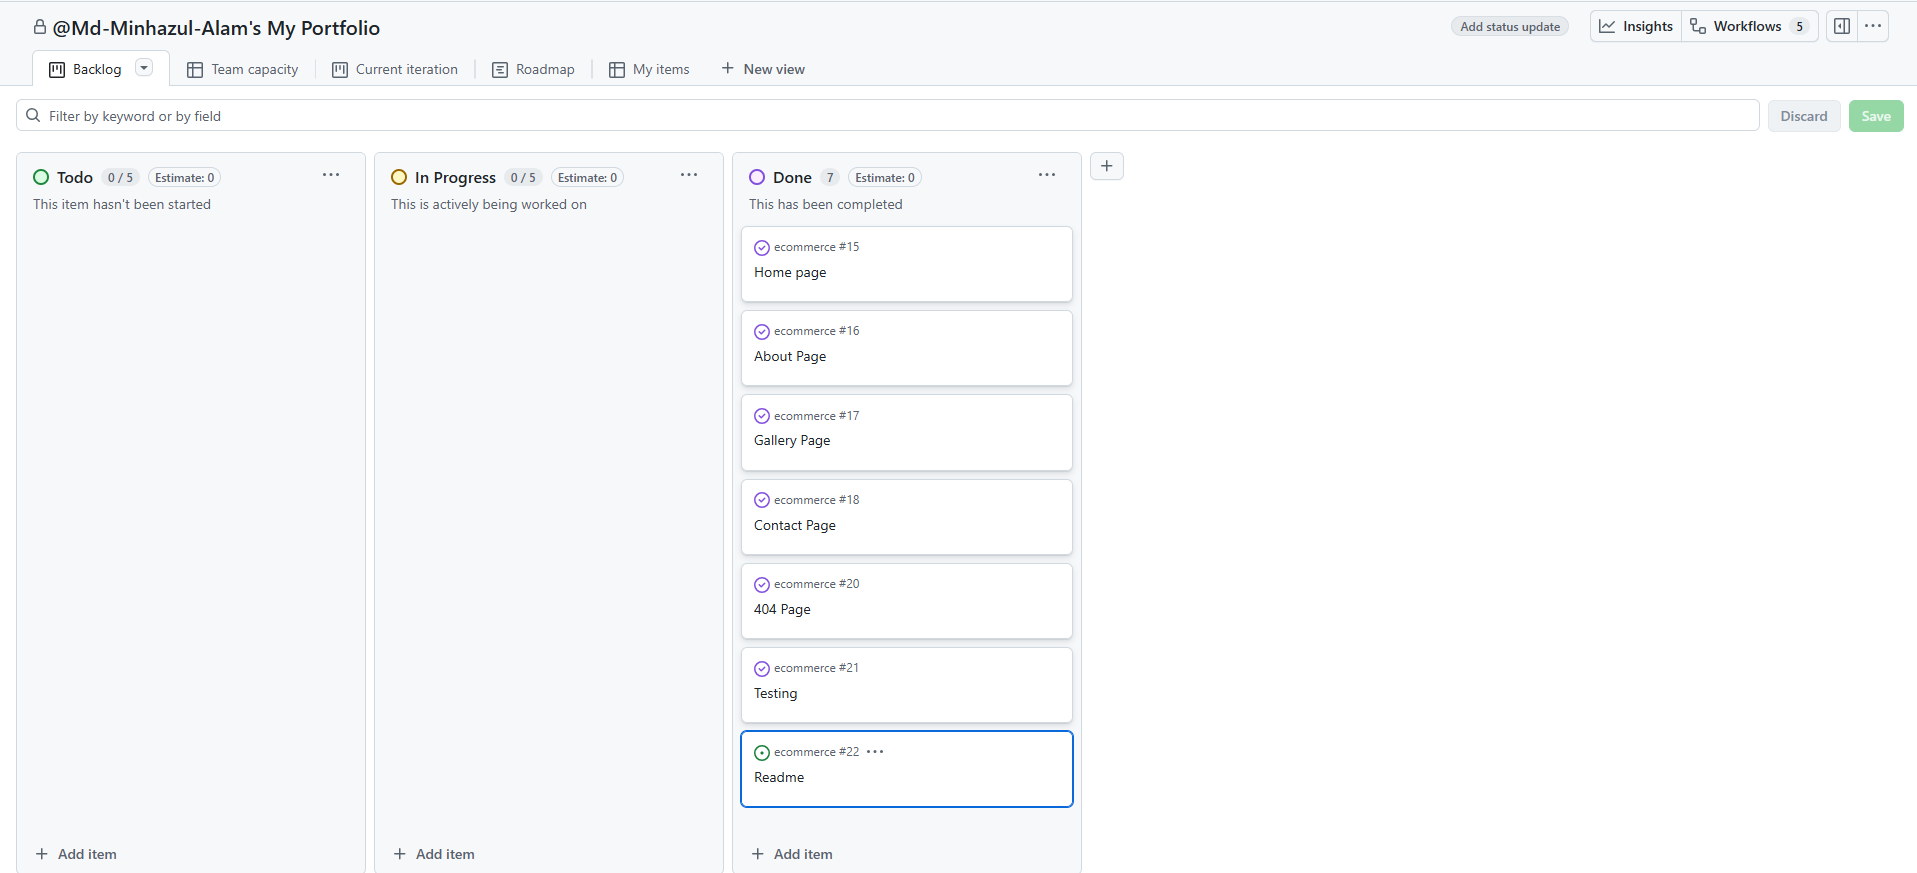 @Md-Minhazul-Alam's My Portfolio
Add status update
Insights
Workflows 5
Backlog
Team capacity
Current iteration
Roadmap
My items
New view
Filter by keyword or by field
Discard
Save
Todo 0 / 5 Estimate: 0
This item hasn't been started
Add item
In Progress 0 / 5 Estimate: 0
This is actively being worked on
Add item
Done 7 Estimate: 0
This has been completed
ecommerce #15
Home page
ecommerce #16
About Page
ecommerce #17
Gallery Page
ecommerce #18
Contact Page
ecommerce #20
404 Page
ecommerce #21
Testing
ecommerce #22
Readme
Add item